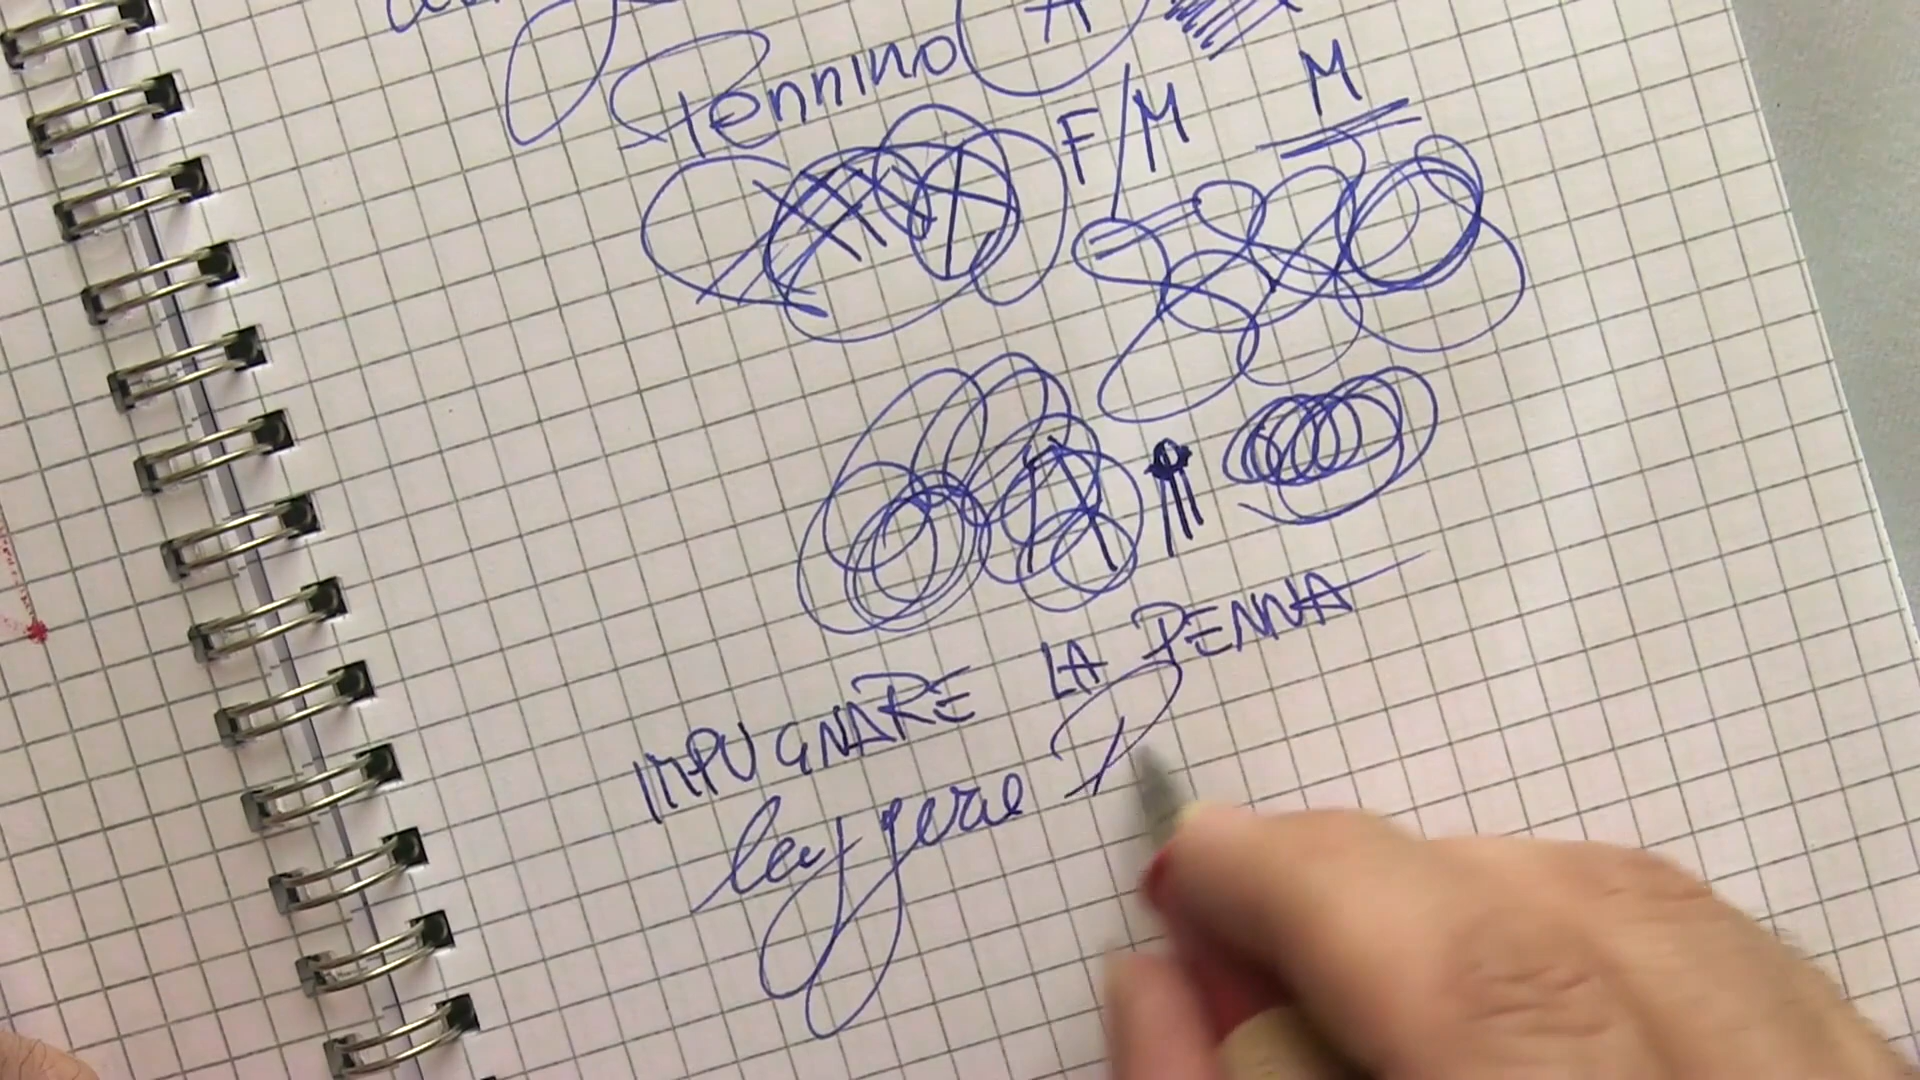 A
Pennino
F/M
M
IMPUGNARE LA PENNA
leggere P